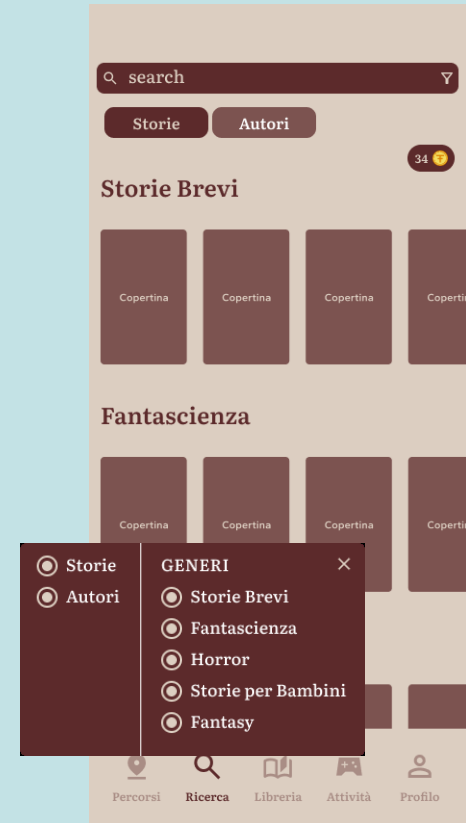 search
Storie
Autori
34
Storie Brevi
Copertina
Copertina
Copertina
Fantascienza
Copertina
Copertina
Copertina
Storie
Autori
GENERI
Storie Brevi
Fantascienza
Horror
Storie per Bambini
Fantasy
Percorsi
Ricerca
Libreria
Attività
Profilo